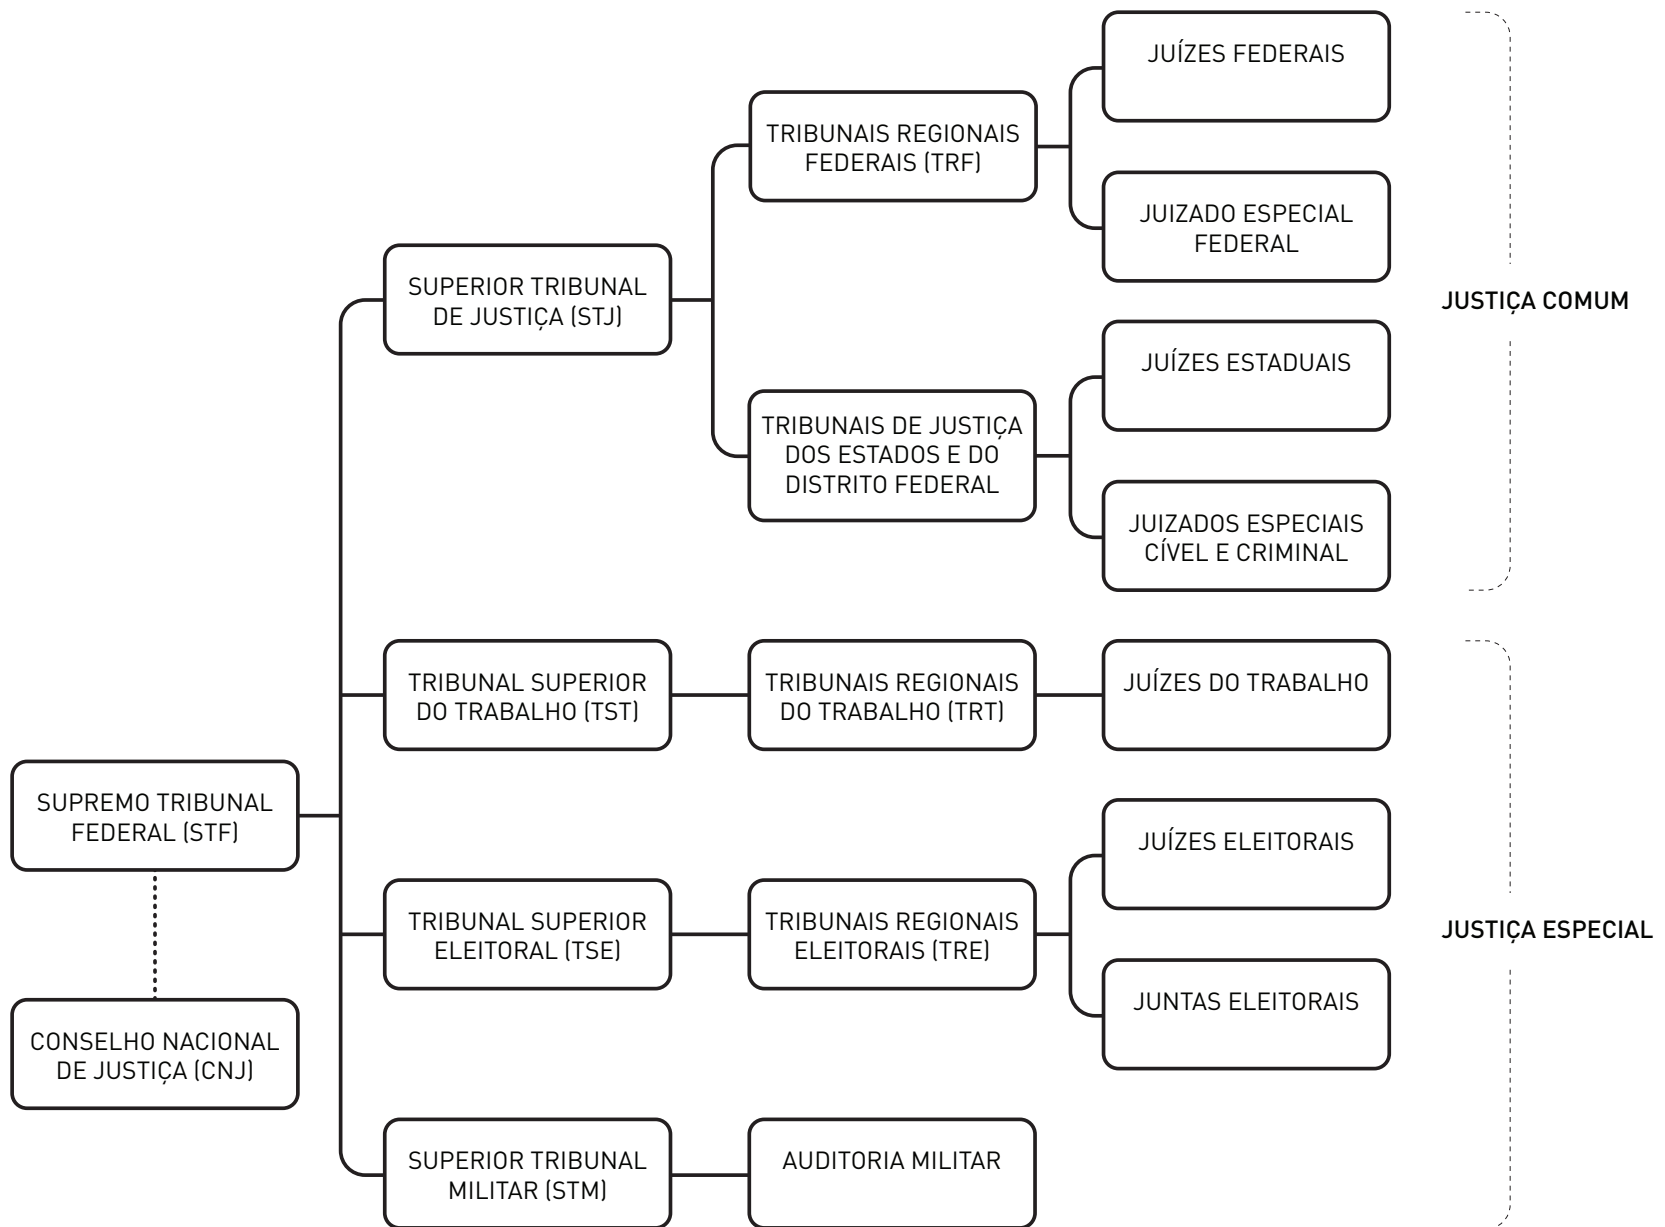 JUÍZES FEDERAIS
TRIBUNAIS REGIONAIS
FEDERAIS (TRF)
JUIZADO ESPECIAL
FEDERAL
SUPERIOR TRIBUNAL
DE JUSTIÇA (STJ)
JUSTIÇA COMUM
JUÍZES ESTADUAIS
TRIBUNAIS DE JUSTIÇA
DOS ESTADOS E DO
DISTRITO FEDERAL
JUIZADOS ESPECIAIS
CÍVEL E CRIMINAL
TRIBUNAL SUPERIOR
DO TRABALHO (TST)
TRIBUNAIS REGIONAIS
DO TRABALHO (TRT)
JUÍZES DO TRABALHO
SUPREMO TRIBUNAL
FEDERAL (STF)
JUÍZES ELEITORAIS
TRIBUNAL SUPERIOR
ELEITORAL (TSE)
TRIBUNAIS REGIONAIS
ELEITORAIS (TRE)
JUSTIÇA ESPECIAL
JUNTAS ELEITORAIS
CONSELHO NACIONAL
DE JUSTIÇA (CNJ)
SUPERIOR TRIBUNAL
MILITAR (STM)
AUDITORIA MILITAR